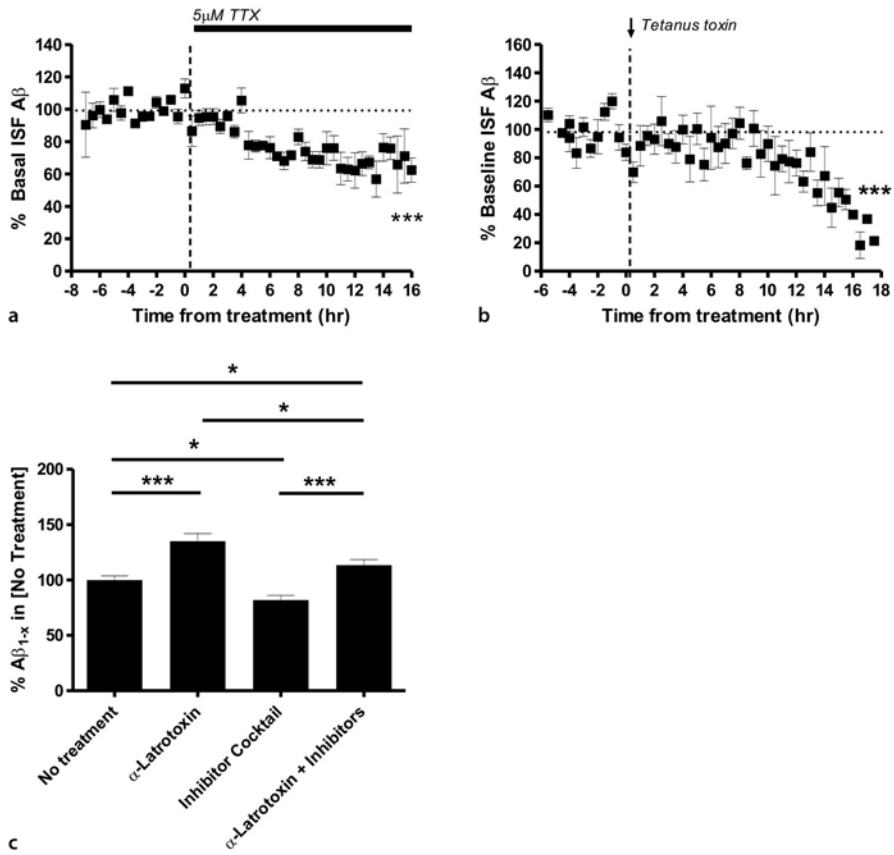 5µM TTX
% Basal ISF Aβ
140
120
100
80
60
40
20
0
-8 -6 -4 -2 0 2 4 6 8 10 12 14 16
Time from treatment (hr)
***
a
Tetanus toxin
% Baseline ISF Aβ
160
140
120
100
80
60
40
20
0
-6 -4 -2 0 2 4 6 8 10 12 14 16 18
Time from treatment (hr)
***
b
*
*
*
***
***
% Aβ1-x in [No Treatment]
200
150
100
50
0
No treatment
α-Latrotoxin
Inhibitor Cocktail
α-Latrotoxin + Inhibitors
c